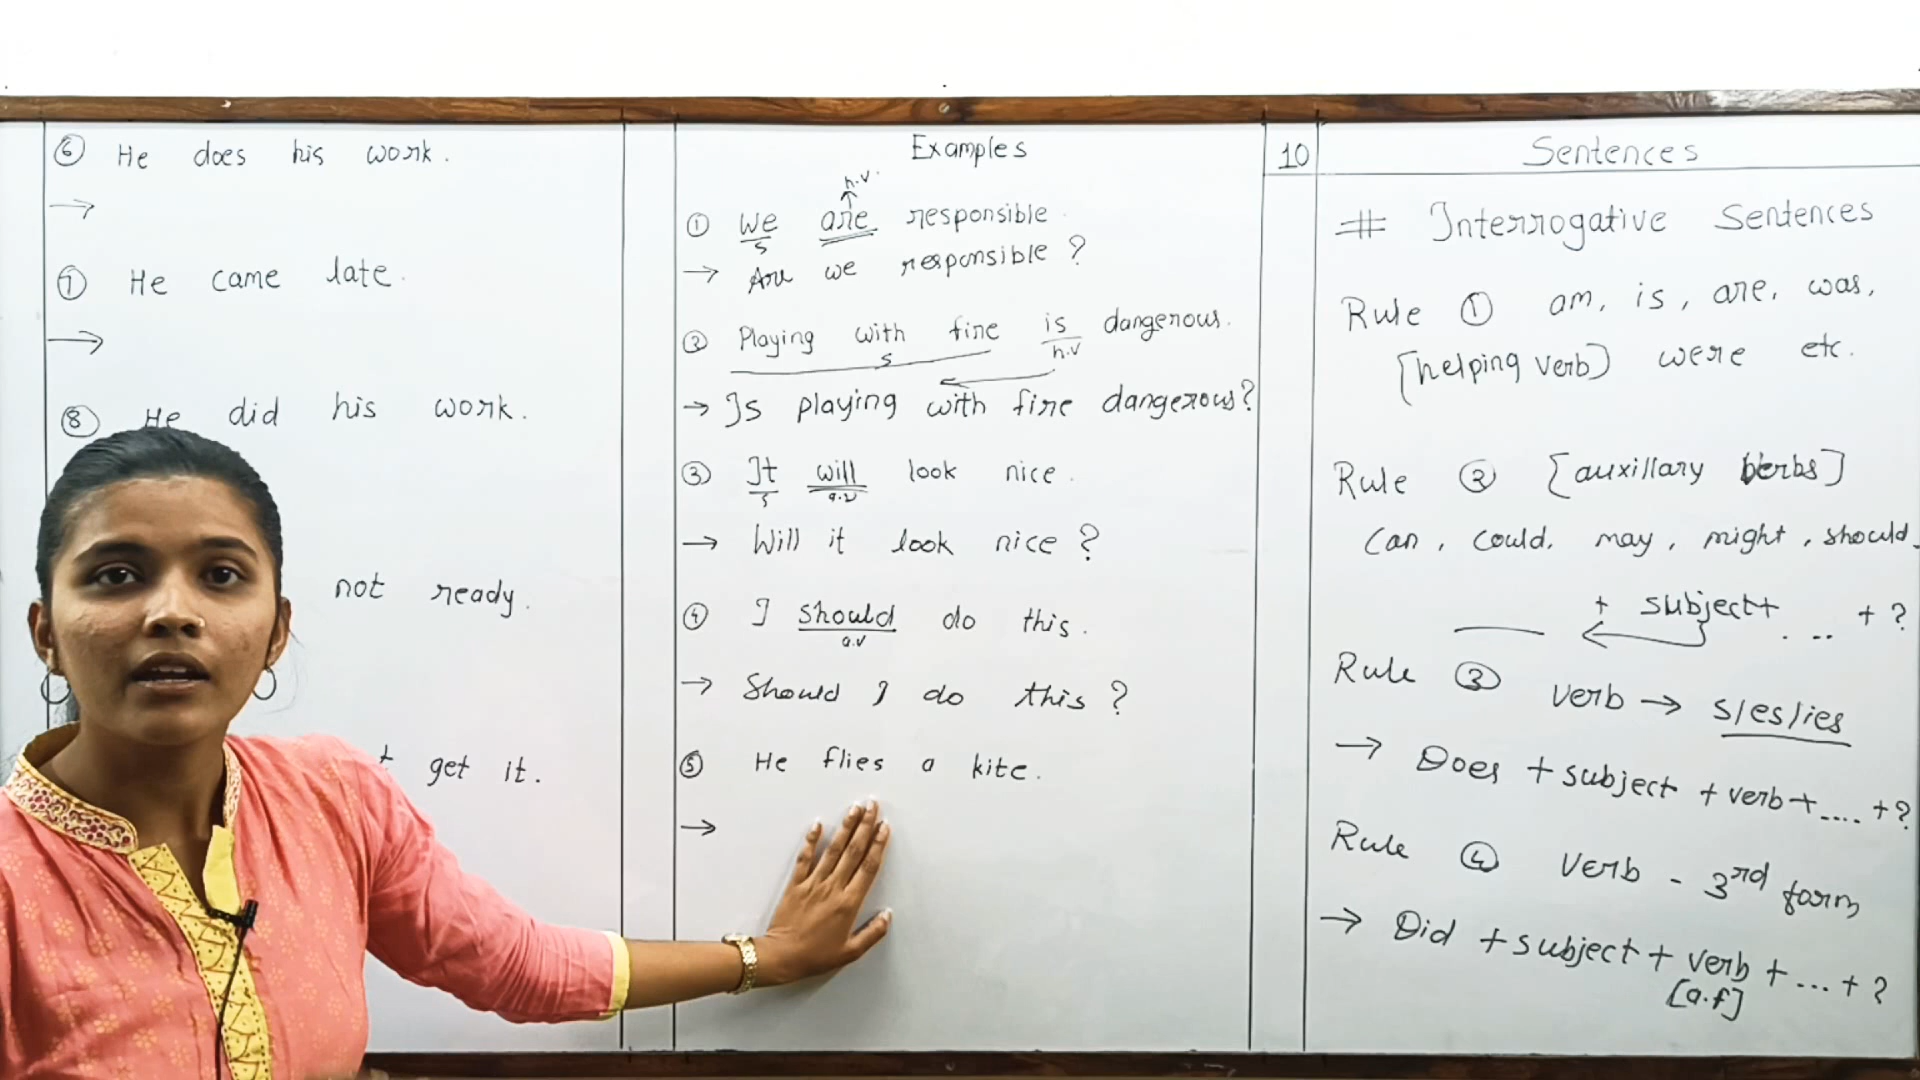 ⑥ He does his work.
→
⑦ He came late.
→
⑧ He did his work.
not ready.
get it.
Examples
h.v.
① We are responsible.
s
→ Are we responsible ?
② Playing with fire is dangerous.
s h.v
→ Is playing with fire dangerous?
③ It will look nice.
s a.v
→ Will it look nice ?
④ I should do this.
a.v
→ Should I do this ?
⑤ He flies a kite.
→
10 Sentences
# Interrogative Sentences
Rule ① am, is, are, was,
[helping verb] were etc.
Rule ② [auxillary verbs]
Can, could, may, might, should
+ subject+ ... + ?
Rule ③ verb → s/es/ies
→ Does + subject + verb+.... +?
Rule ④ verb - 3rd form
→ Did + subject + verb + ... + ?
[a.f]